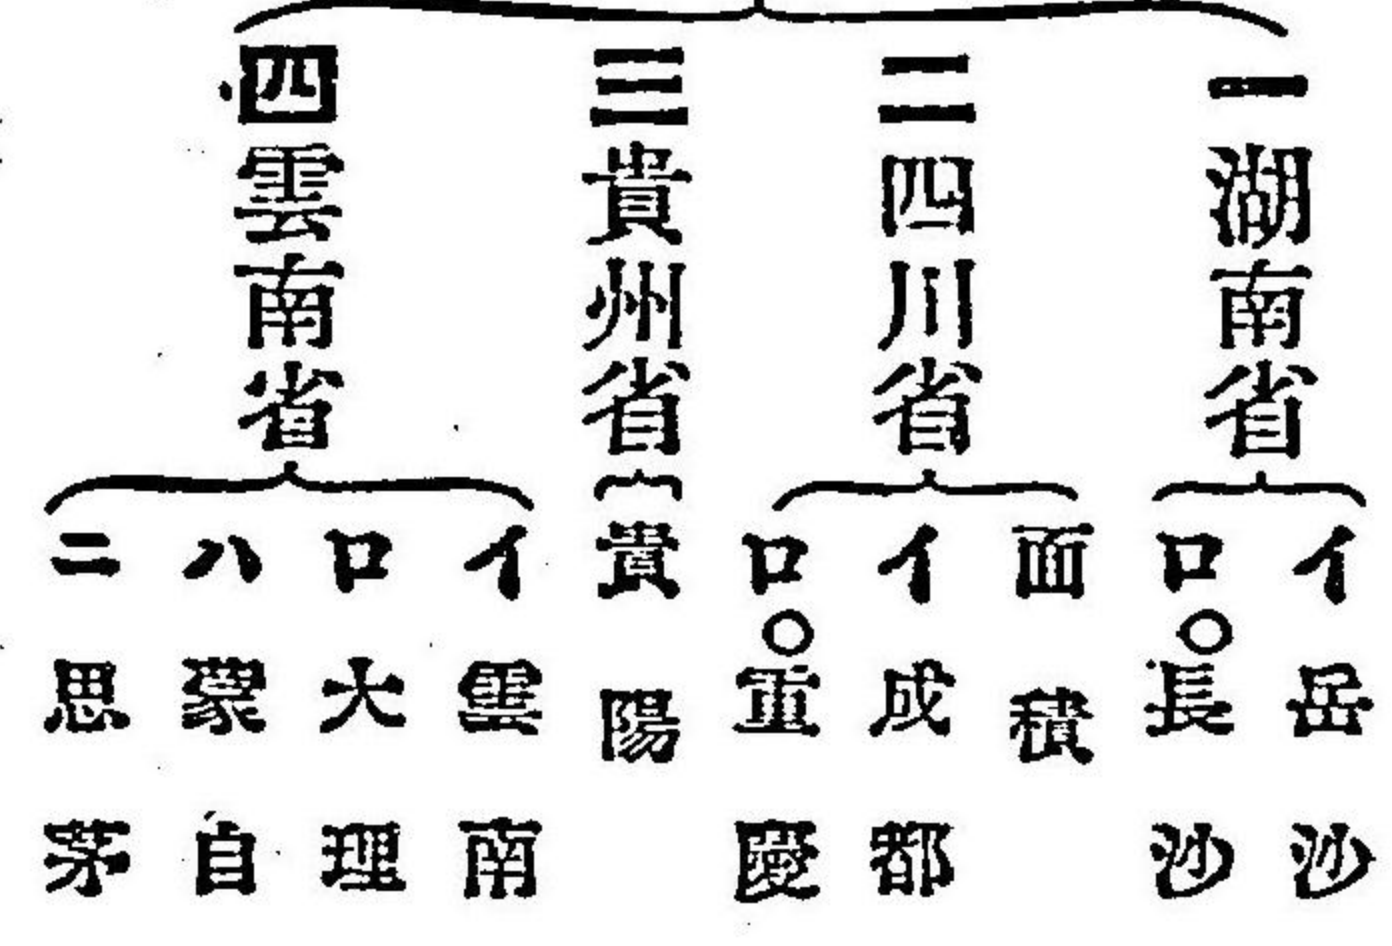 一湖南省
イ岳沙
ロ○長沙
二四川省
面積
イ成都
ロ○重慶
三貴州省
貴陽
四雲南省
イ雲南
ロ大理
ハ蒙自
ニ思茅